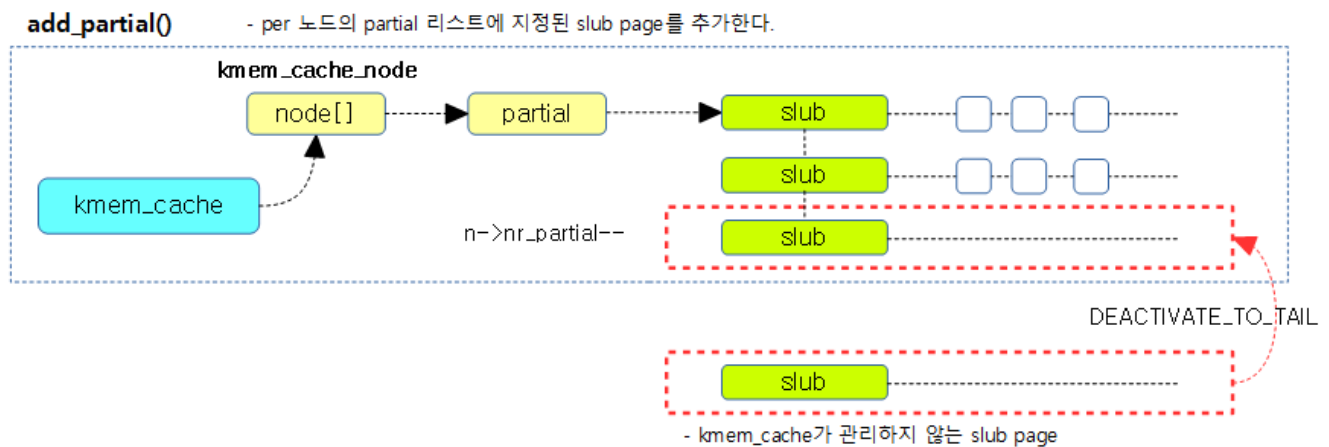 add_partial() - per 노드의 partial 리스트에 지정된 slub page를 추가한다.
kmem_cache_node
node[] partial slub
slub
kmem_cache
n->nr_partial-- slub
DEACTIVATE_TO_TAIL
slub
- kmem_cache가 관리하지 않는 slub page